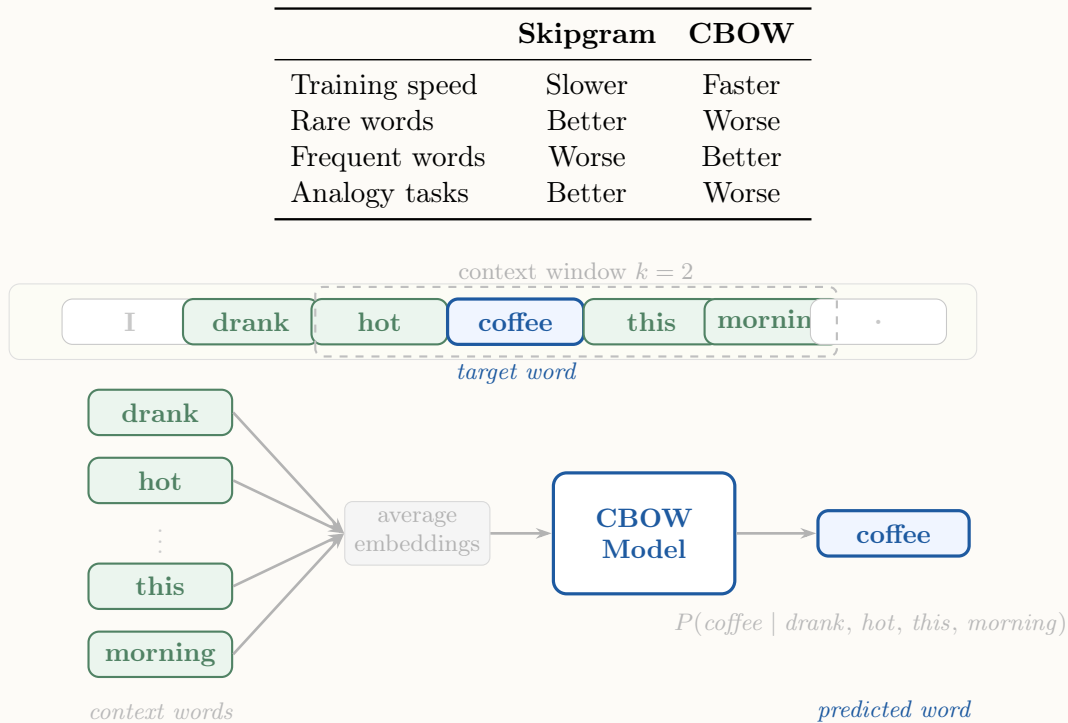 Skipgram CBOW
Training speed Slower Faster
Rare words Better Worse
Frequent words Worse Better
Analogy tasks Better Worse
context window k = 2
I drank hot coffee this mornin .
target word
drank
hot
⋮
this
morning
average
embeddings
CBOW
Model
coffee
P(coffee | drank, hot, this, morning)
context words
predicted word